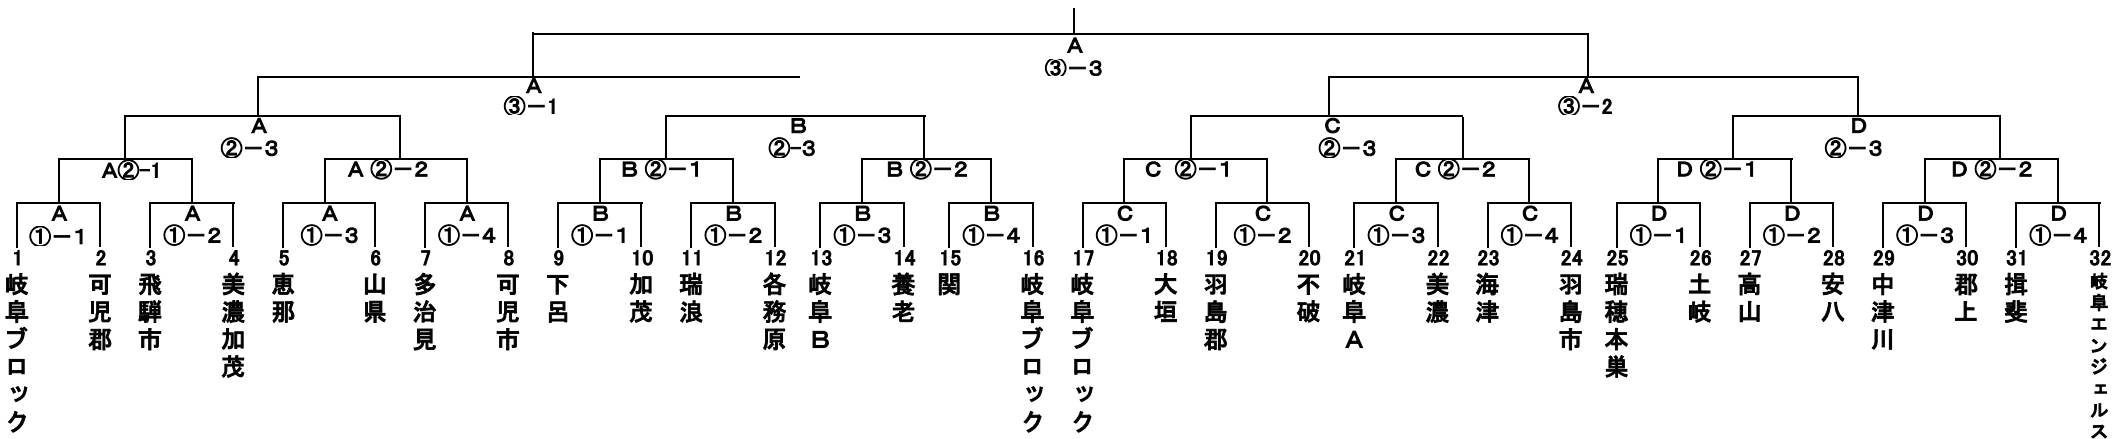 A
③－3
A
③－1
A
③－2
A
②－3
B
②-3
C
②－3
D
②－3
A②-1
A②－2
B②－1
B②－2
C②－1
C②－2
D②－1
D②－2
A
①－1
A
①－2
A
①－3
A
①－4
B
①－1
B
①－2
B
①－3
B
①－4
C
①－1
C
①－2
C
①－3
C
①－4
D
①－1
D
①－2
D
①－3
D
①－4
1
岐阜ブロック
2
可児郡
3
飛騨市
4
美濃加茂
5
恵那
6
山県
7
多治見
8
可児市
9
下呂
10
加茂
11
瑞浪
12
各務原
13
岐阜B
14
養老
15
関
16
岐阜ブロック
17
岐阜ブロック
18
大垣
19
羽島郡
20
不破
21
岐阜A
22
美濃
23
海津
24
羽島市
25
瑞穂本巣
26
土岐
27
高山
28
安八
29
中津川
30
郡上
31
揖斐
32
岐阜エンジェルス